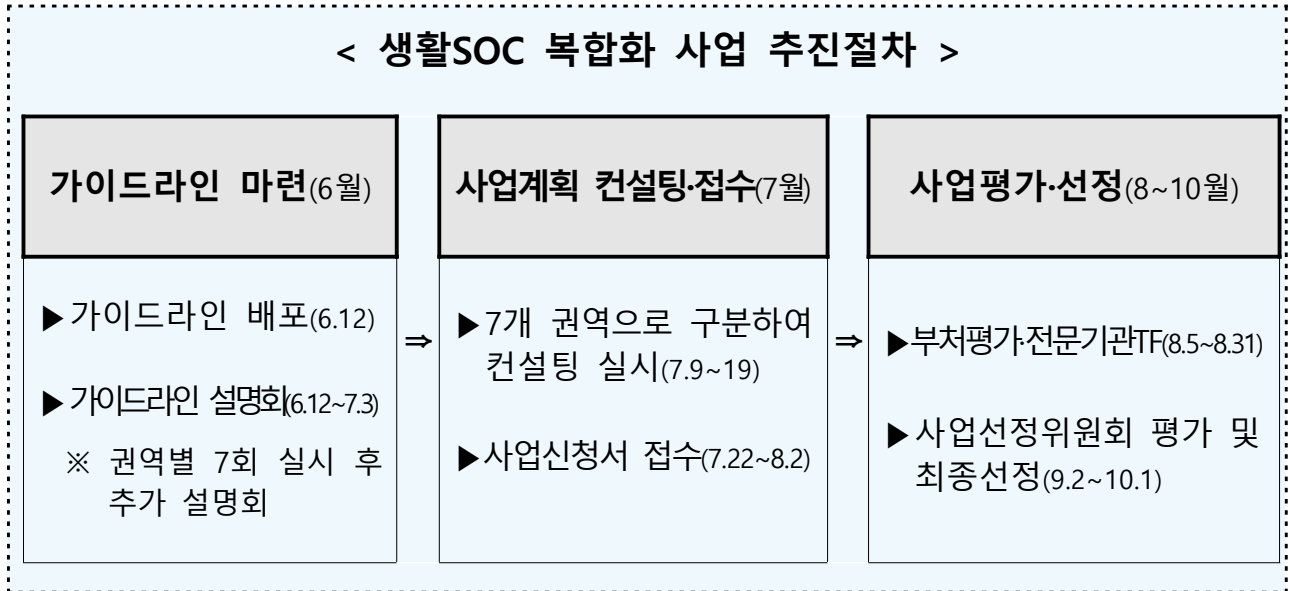 < 생활SOC 복합화 사업 추진절차 >
가이드라인 마련(6월)
▶가이드라인 배포(6.12)
▶가이드라인 설명회(6.12~7.3)
※ 권역별 7회 실시 후
추가 설명회
⇒
사업계획 컨설팅·접수(7월)
▶7개 권역으로 구분하여
컨설팅 실시(7.9~19)
▶사업신청서 접수(7.22~8.2)
⇒
사업평가·선정(8~10월)
▶부처평가·전문기관TF(8.5~8.31)
▶사업선정위원회 평가 및
최종선정(9.2~10.1)